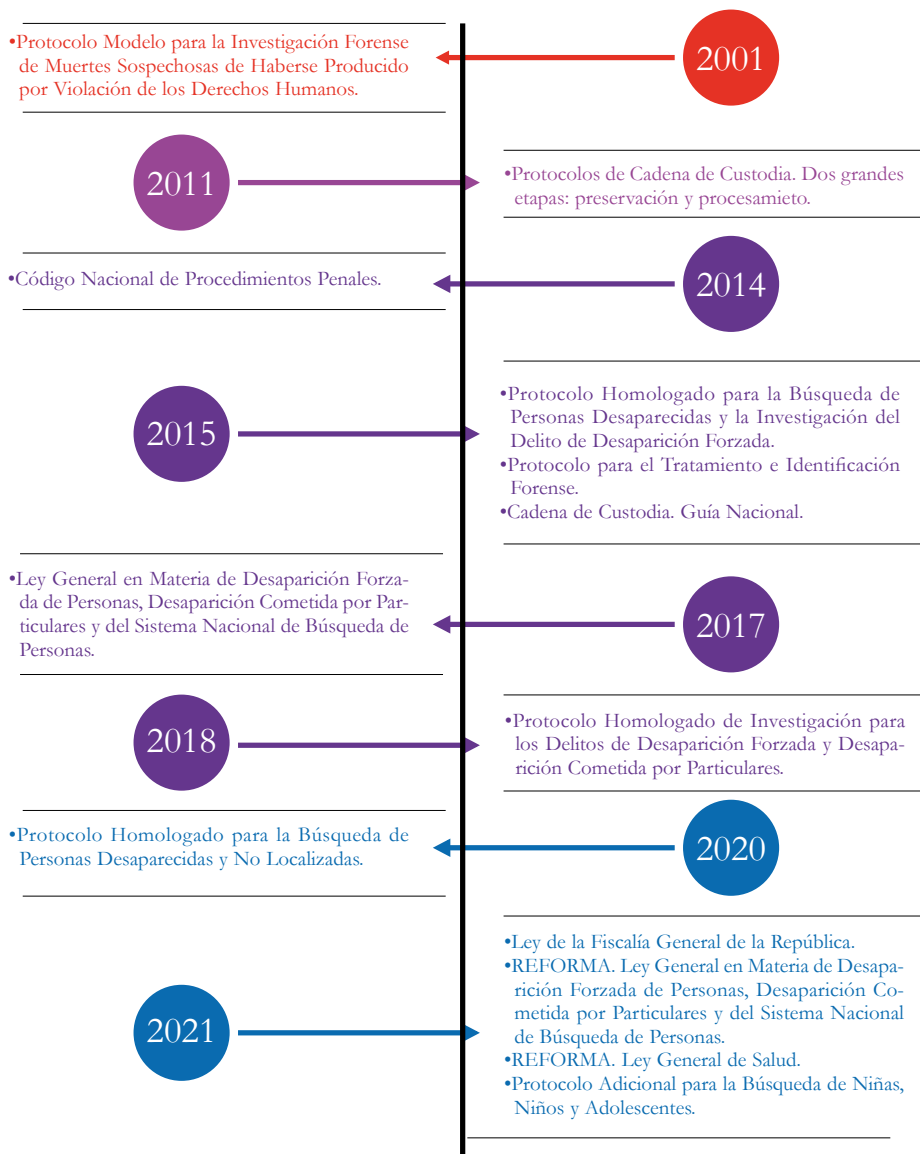 2001
•Protocolo Modelo para la Investigación Forense
de Muertes Sospechosas de Haberse Producido
por Violación de los Derechos Humanos.
2011
•Protocolos de Cadena de Custodia. Dos grandes
etapas: preservación y procesamieto.
2014
•Código Nacional de Procedimientos Penales.
2015
•Protocolo Homologado para la Búsqueda de
Personas Desaparecidas y la Investigación del
Delito de Desaparición Forzada.
•Protocolo para el Tratamiento e Identificación
Forense.
•Cadena de Custodia. Guía Nacional.
2017
•Ley General en Materia de Desaparición Forza-
da de Personas, Desaparición Cometida por Par-
ticulares y del Sistema Nacional de Búsqueda de
Personas.
2018
•Protocolo Homologado de Investigación para
los Delitos de Desaparición Forzada y Desapa-
rición Cometida por Particulares.
2020
•Protocolo Homologado para la Búsqueda de
Personas Desaparecidas y No Localizadas.
2021
•Ley de la Fiscalía General de la República.
•REFORMA. Ley General en Materia de Desapa-
rición Forzada de Personas, Desaparición Co-
metida por Particulares y del Sistema Nacional
de Búsqueda de Personas.
•REFORMA. Ley General de Salud.
•Protocolo Adicional para la Búsqueda de Niñas,
Niños y Adolescentes.